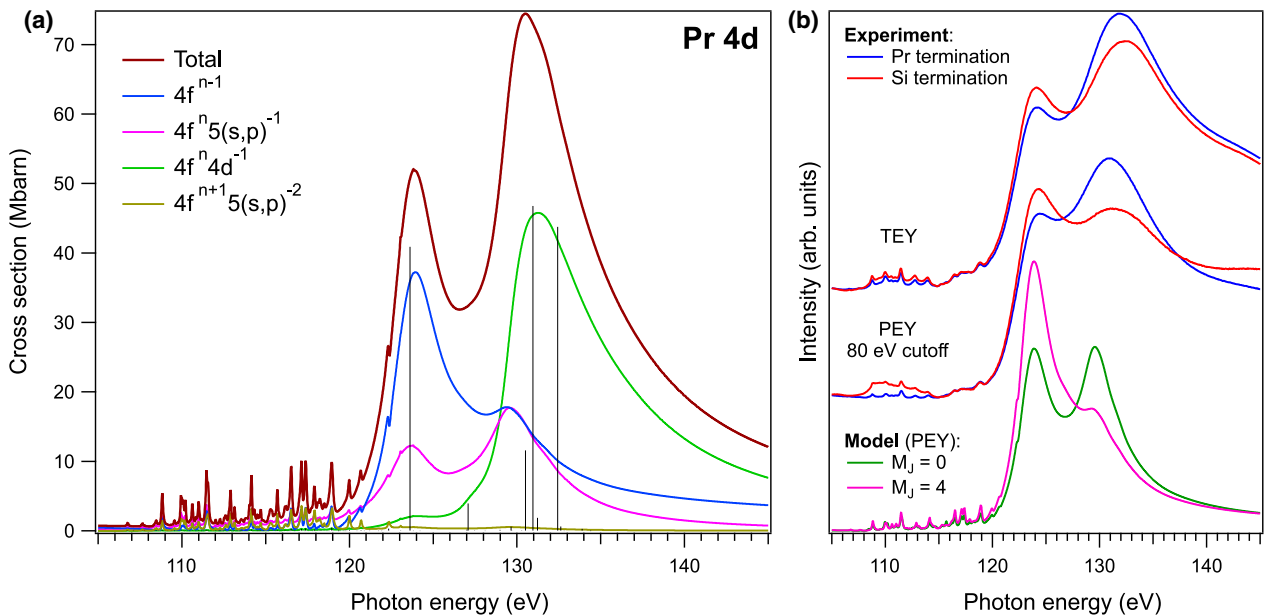 (a)
Pr 4d
Total
4f^n-1
4f^n 5(s,p)^-1
4f^n 4d^-1
4f^n+1 5(s,p)^-2
Cross section (Mbarn)
70
60
50
40
30
20
10
0
110
120
130
140
Photon energy (eV)
(b)
Experiment:
Pr termination
Si termination
TEY
PEY
80 eV cutoff
Model (PEY):
M_J = 0
M_J = 4
Intensity (arb. units)
110
120
130
140
Photon energy (eV)